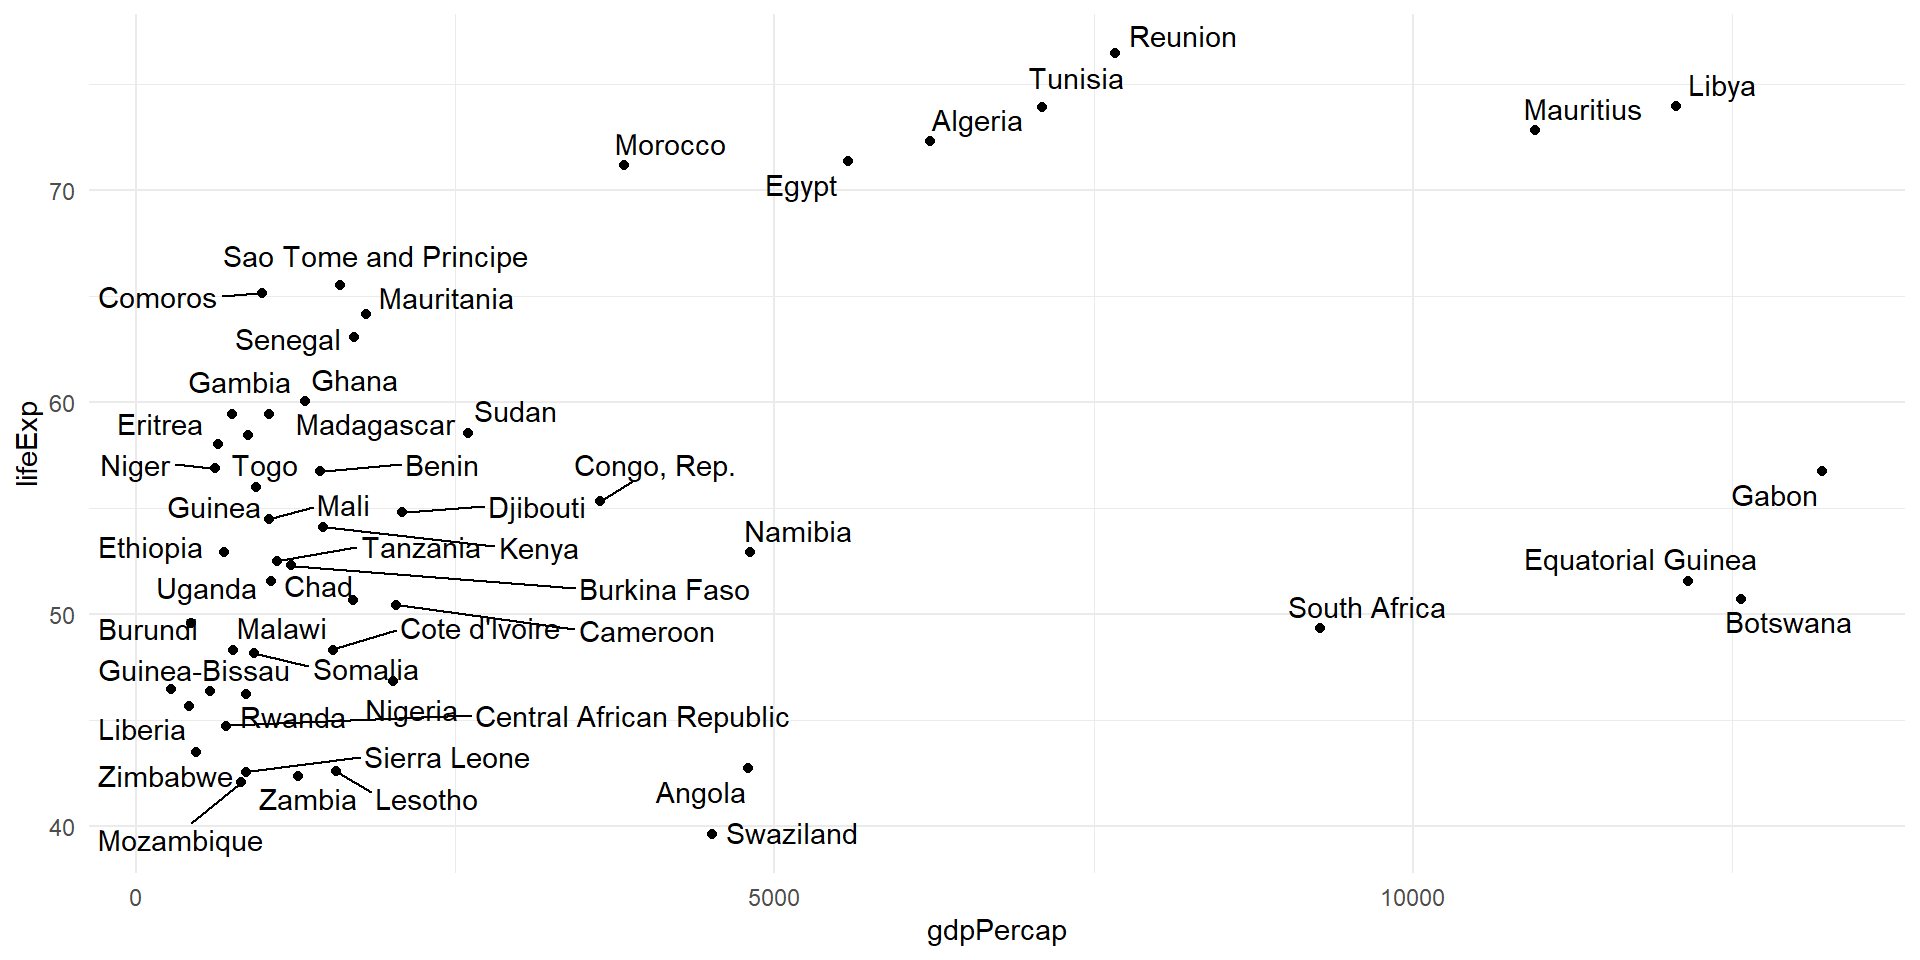 Reunion
Tunisia
Libya
Mauritius
Algeria
Morocco
Egypt
70
Sao Tome and Principe
Comoros
Mauritania
Senegal
Gambia
Ghana
60
Sudan
Eritrea
Madagascar
Niger
Togo
Benin
Congo, Rep.
lifeExp
Gabon
Guinea
Mali
Djibouti
Namibia
Ethiopia
Tanzania
Kenya
Equatorial Guinea
Uganda
Chad
Burkina Faso
South Africa
50
Burundi
Malawi
Cote d'Ivoire
Cameroon
Botswana
Guinea-Bissau
Somalia
Liberia
Rwanda
Nigeria
Central African Republic
Sierra Leone
Zimbabwe
Zambia
Lesotho
Angola
40
Swaziland
Mozambique
0
5000
10000
gdpPercap